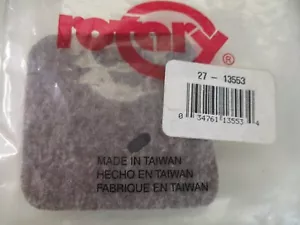 rotary
®
27 - 13553
0 34761 13553 4
MADE IN TAIWAN
HECHO EN TAIWAN
FABRIQUE EN TAIWAN